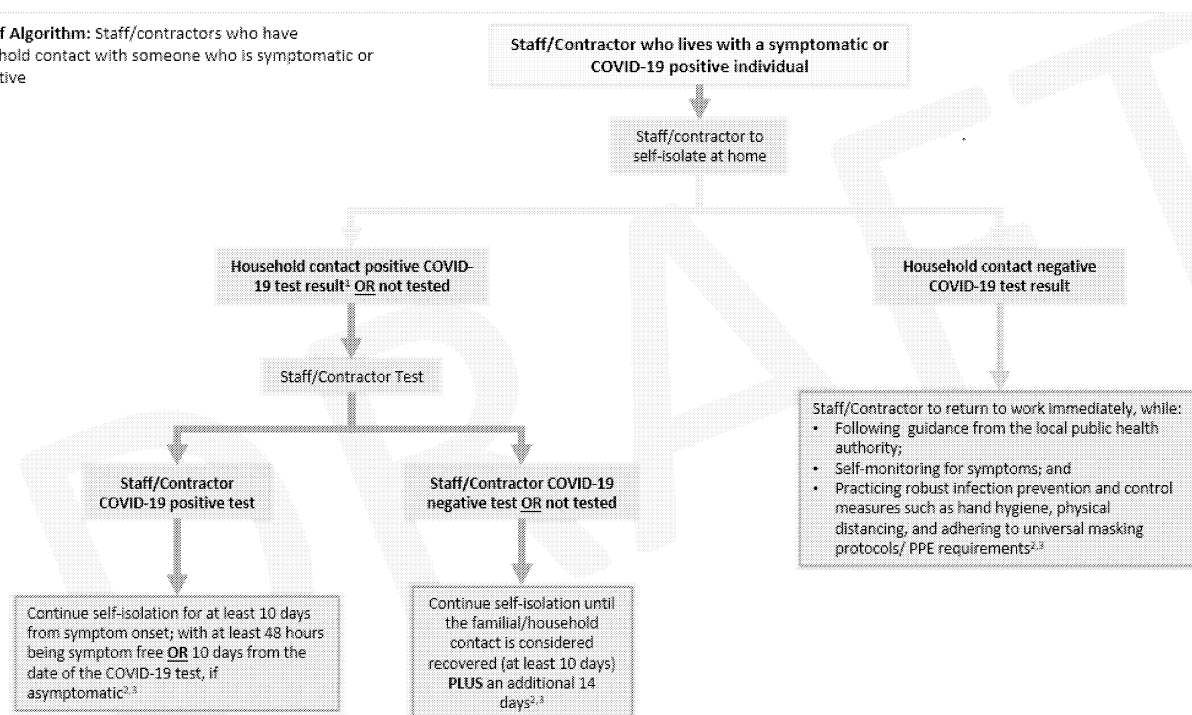 f Algorithm: Staff/contractors who have
hold contact with someone who is symptomatic or
tive
Staff/Contractor who lives with a symptomatic or
COVID-19 positive individual
Staff/contractor to
self-isolate at home
Household contact positive COVID-
19 test result¹ OR not tested
Household contact negative
COVID-19 test result
Staff/Contractor Test
Staff/Contractor to return to work immediately, while:
• Following guidance from the local public health
authority;
• Self-monitoring for symptoms; and
• Practicing robust infection prevention and control
measures such as hand hygiene, physical
distancing, and adhering to universal masking
protocols/ PPE requirements²,³
Staff/Contractor
COVID-19 positive test
Staff/Contractor COVID-19
negative test OR not tested
Continue self-isolation for at least 10 days
from symptom onset; with at least 48 hours
being symptom free OR 10 days from the
date of the COVID-19 test, if
asymptomatic²,³
Continue self-isolation until
the familial/household
contact is considered
recovered (at least 10 days)
PLUS an additional 14
days²,³
DRAFT